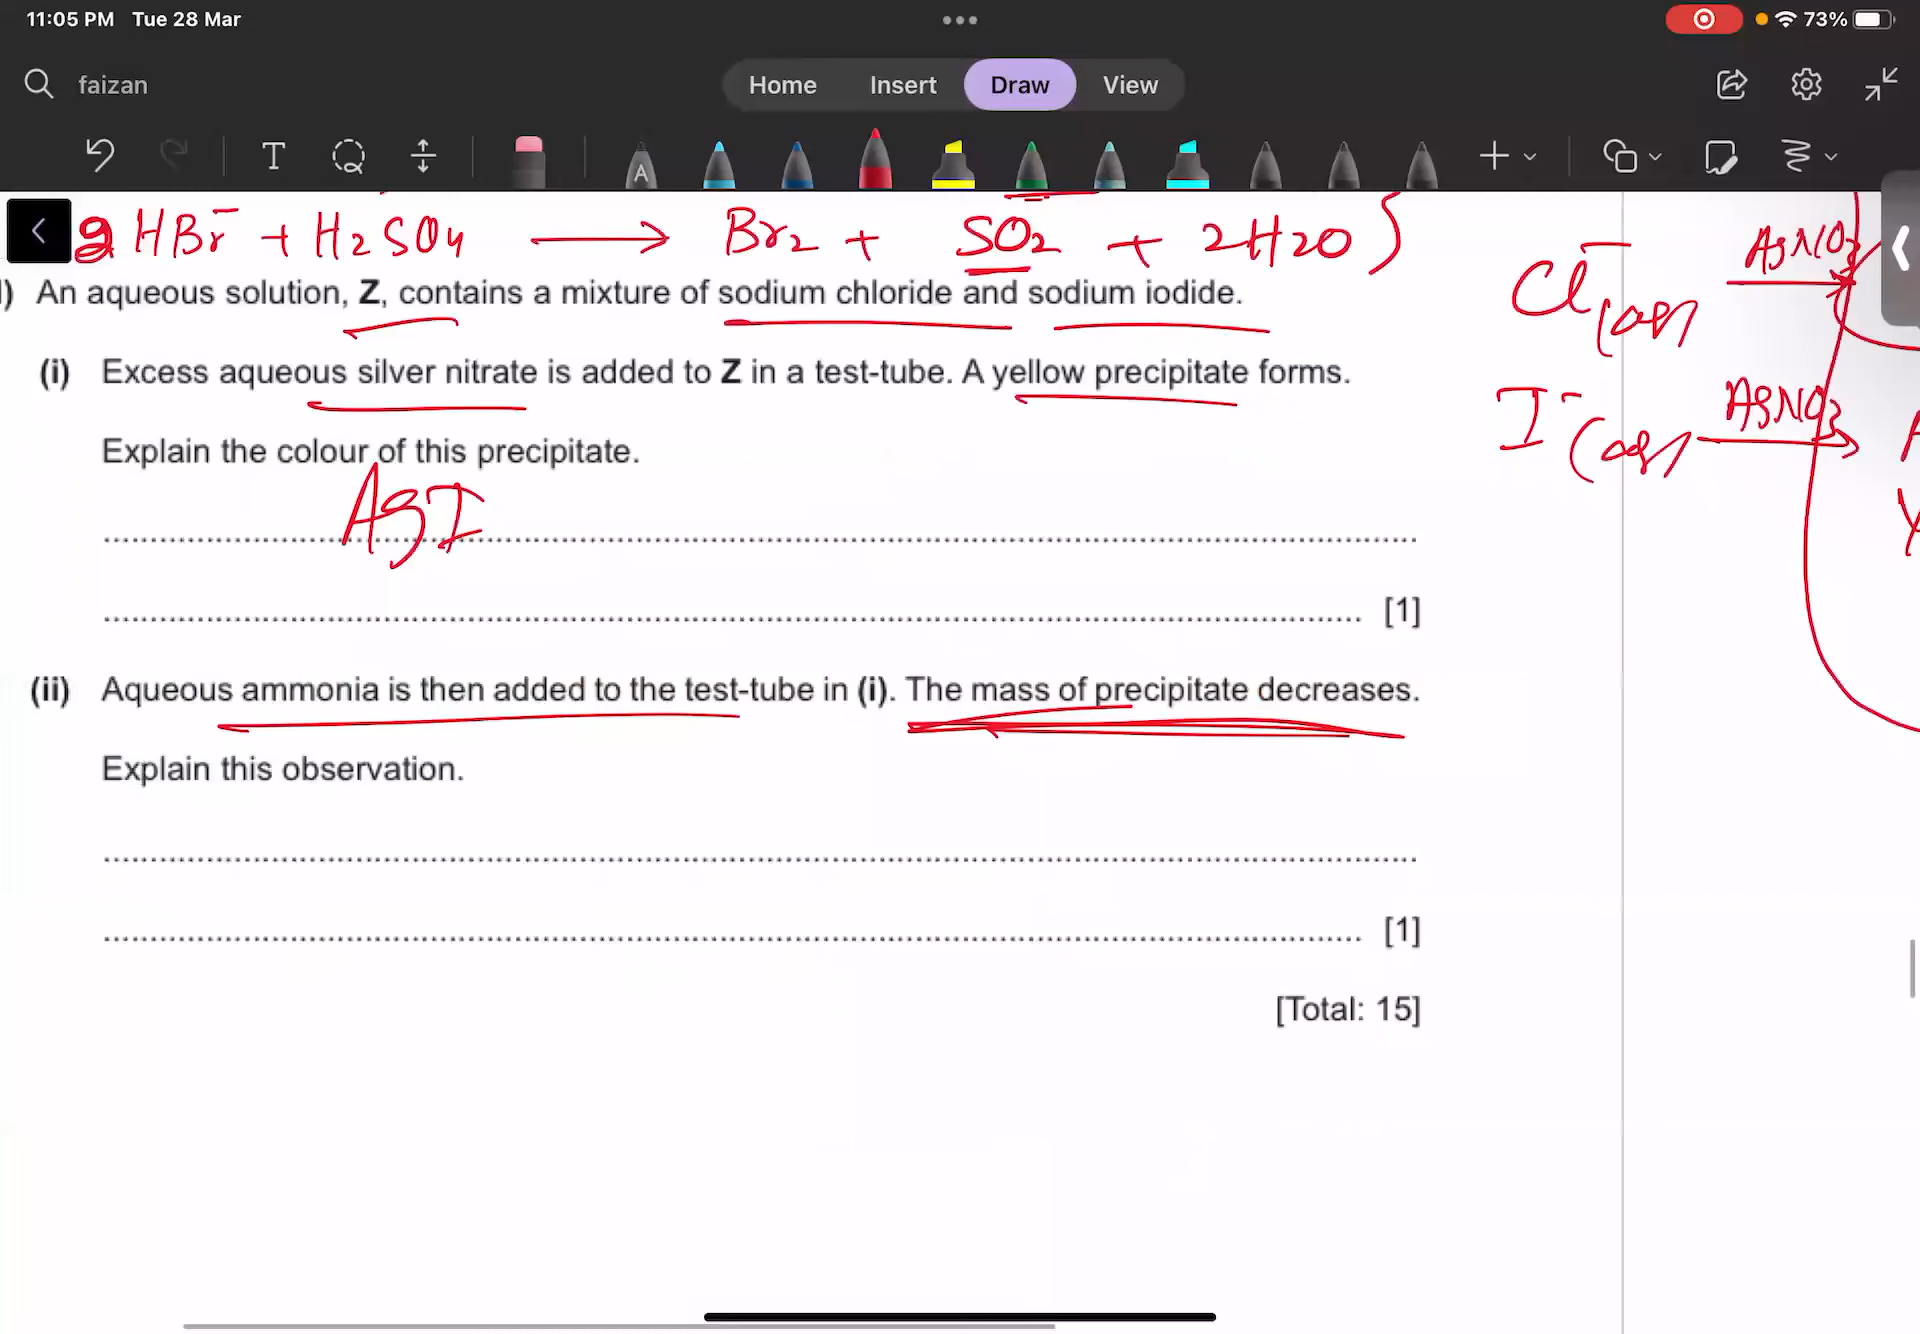 11:05 PM Tue 28 Mar
73%
faizan
Home Insert Draw View
T
A
2 HBr + H2SO4 → Br2 + SO2 + 2H2O
) An aqueous solution, Z, contains a mixture of sodium chloride and sodium iodide.
(i) Excess aqueous silver nitrate is added to Z in a test-tube. A yellow precipitate forms.
Explain the colour of this precipitate.
AgI
[1]
(ii) Aqueous ammonia is then added to the test-tube in (i). The mass of precipitate decreases.
Explain this observation.
[1]
[Total: 15]
Cl⁻(aq) AgNO3
I⁻(aq) AgNO3